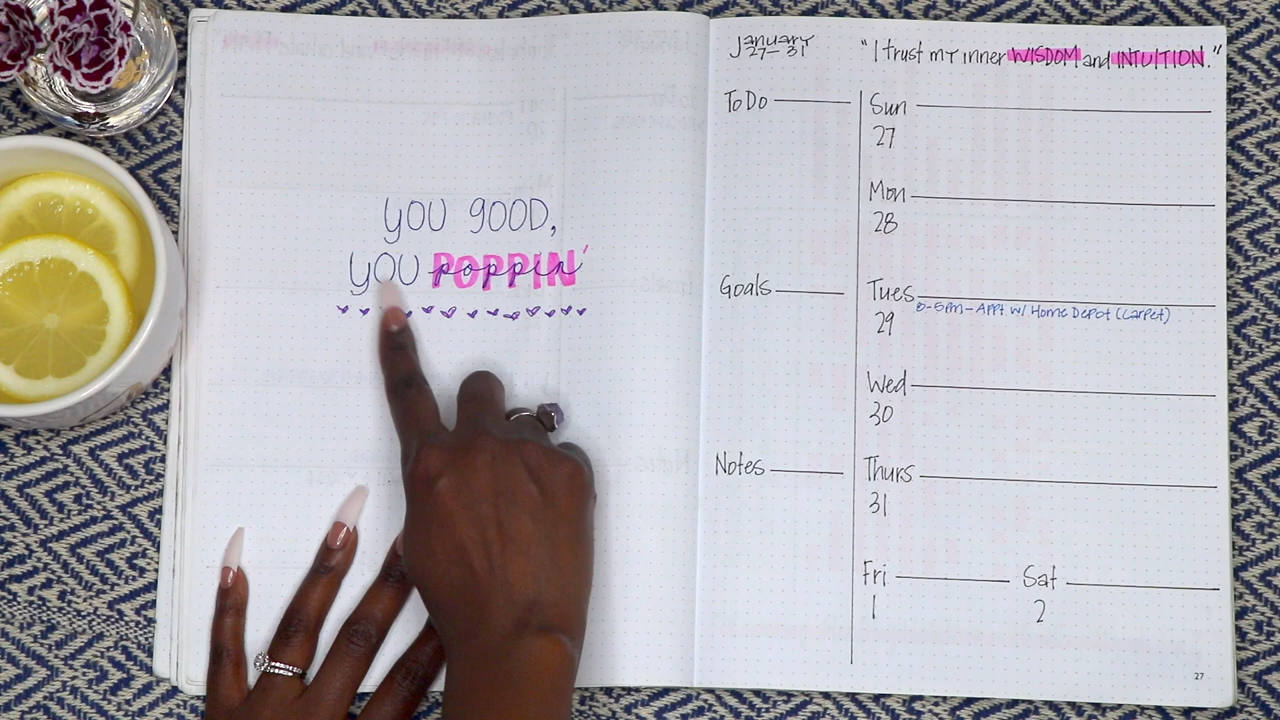 YOU GOOD,
YOU POPPIN'
January
27-31
"I trust my inner WISDOM and INTUITION."
To Do
Goals
Notes
Sun
27
Mon
28
Tues
29
-5pm - Appt w/ Home Depot (Carpet)
Wed
30
Thurs
31
Fri
1
Sat
2
27